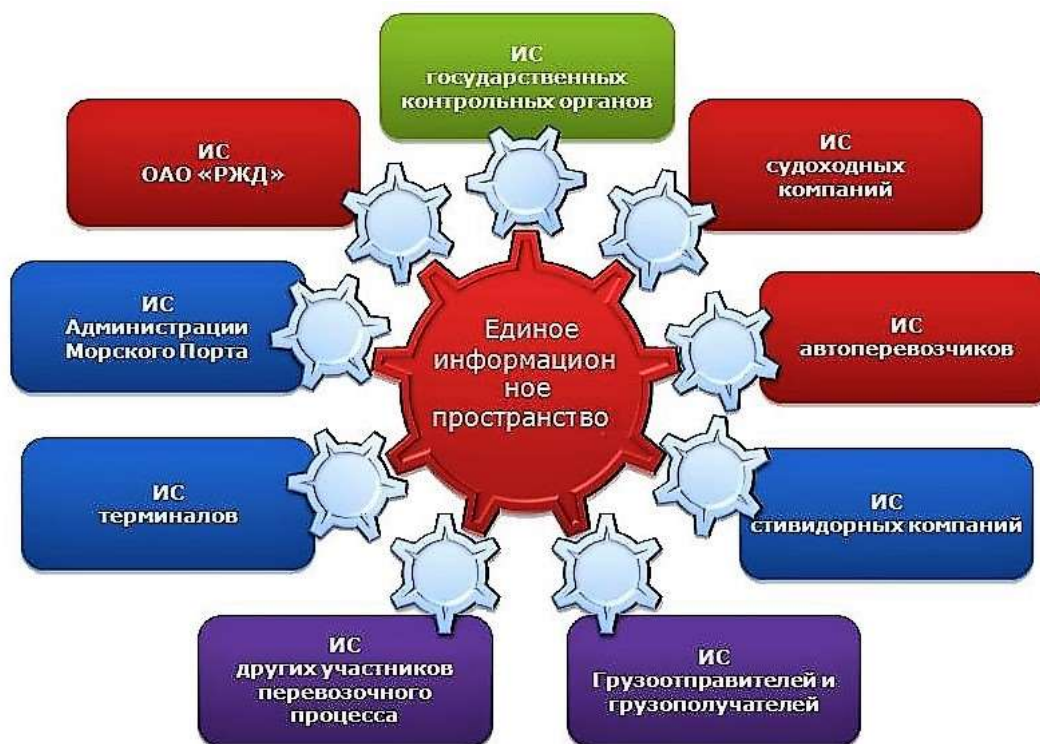 ИС
государственных
контрольных органов
ИС
ОАО «РЖД»
ИС
судоходных
компаний
ИС
Администрации
Морского Порта
Единое
информацион
ное
пространство
ИС
автоперевозчиков
ИС
терминалов
ИС
стивидорных компаний
ИС
других участников
перевозочного
процесса
ИС
Грузоотправителей и
грузополучателей